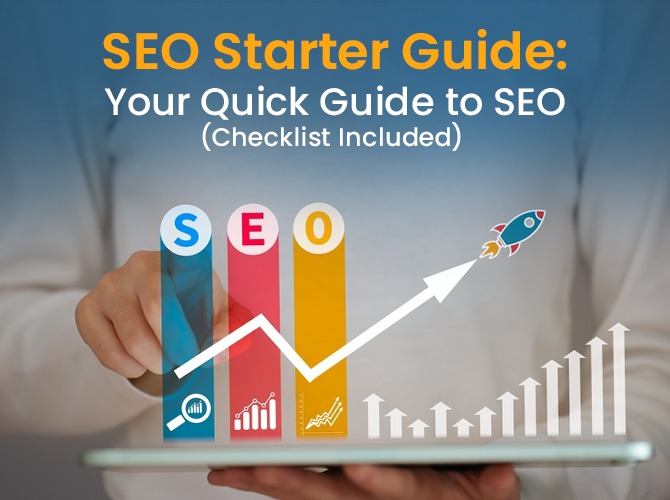 SEO Starter Guide:
Your Quick Guide to SEO
(Checklist Included)
S E O